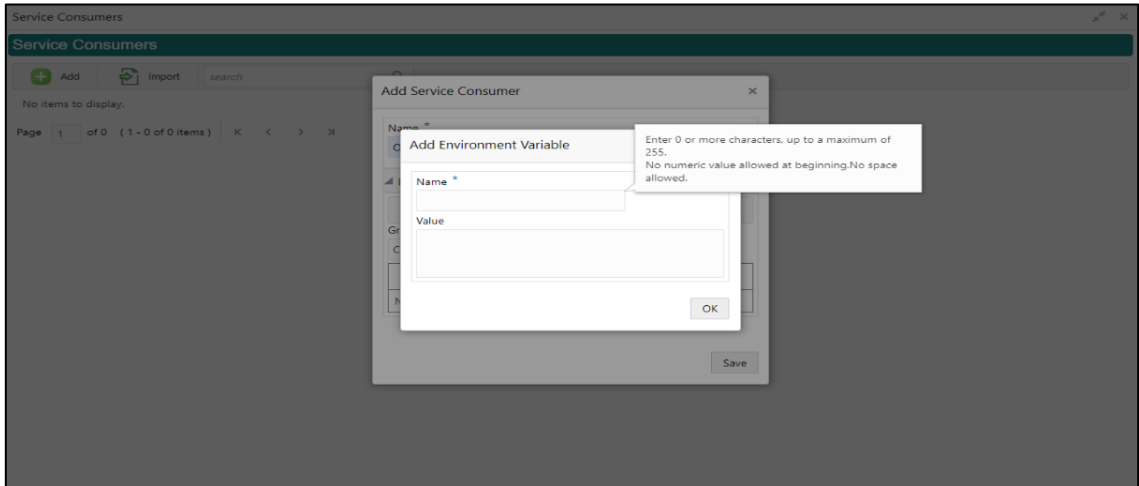 Service Consumers
Service Consumers
Add Import search
No items to display.
Page 1 of 0 ( 1 - 0 of 0 items )
Add Service Consumer
Name *
Add Environment Variable
Enter 0 or more characters, up to a maximum of
255.
No numeric value allowed at beginning.No space
allowed.
Name *
Value
OK
Save